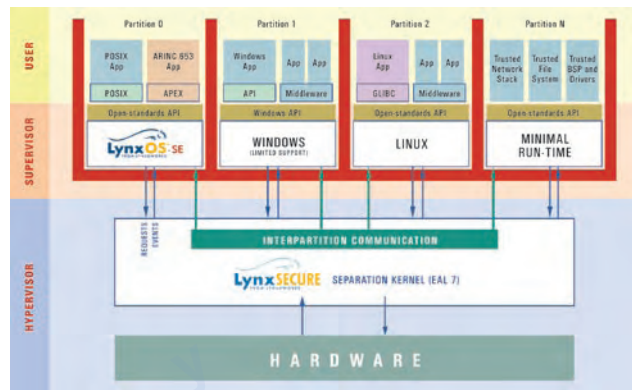 Partition 0
Partition 1
Partition 2
Partition N
USER
POSIX
App
ARINC 653
App
Windows
App
App
App
Linux
App
App
App
Trusted
Network
Stack
Trusted
File
System
Trusted
BSP and
Drivers
POSIX
APEX
API
Middleware
GLIBC
Middleware
Open-standards API
Windows API
Open-standards API
Open-standards API
SUPERVISOR
LynxOS-SE
WINDOWS
(LIMITED SUPPORT)
LINUX
MINIMAL
RUN-TIME
HYPERVISOR
REQUESTS
EVENTS
INTERPARTITION COMMUNICATION
LynxSECURE SEPARATION KERNEL (EAL 7)
HARDWARE